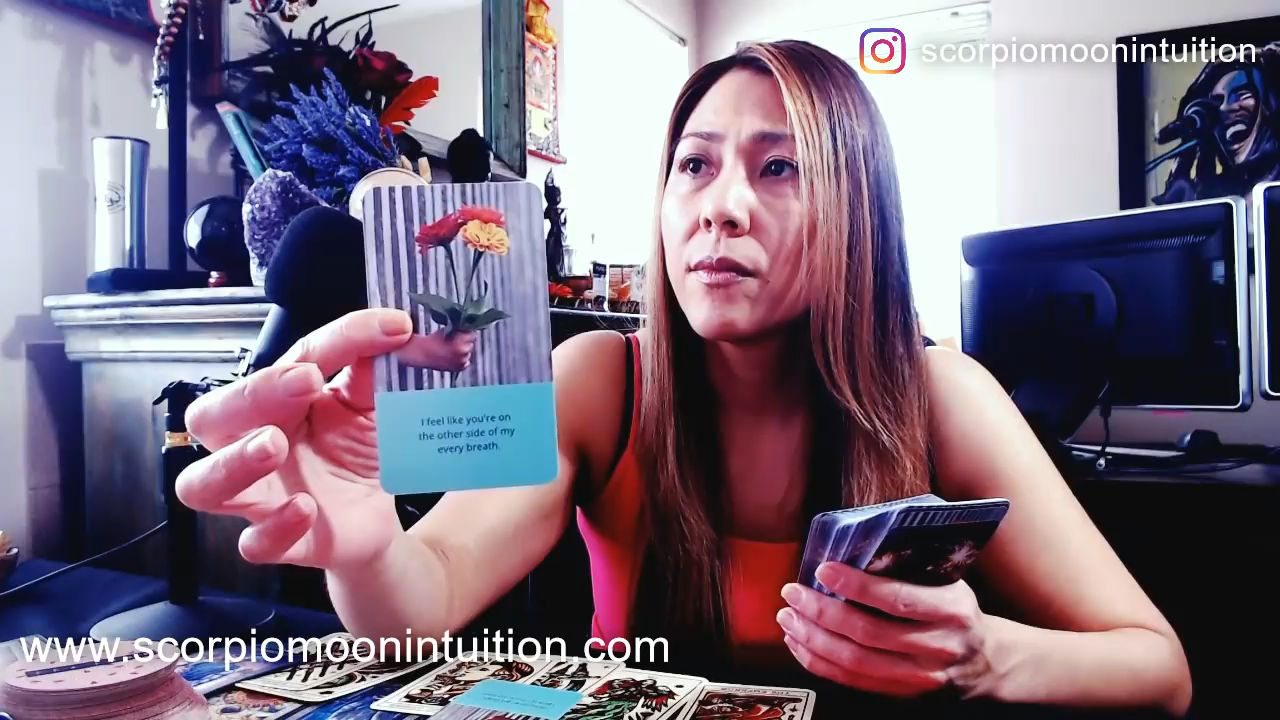 scorpiomoonintuition
I feel like you're on
the other side of my
every breath.
www.scorpiomoonintuition.com